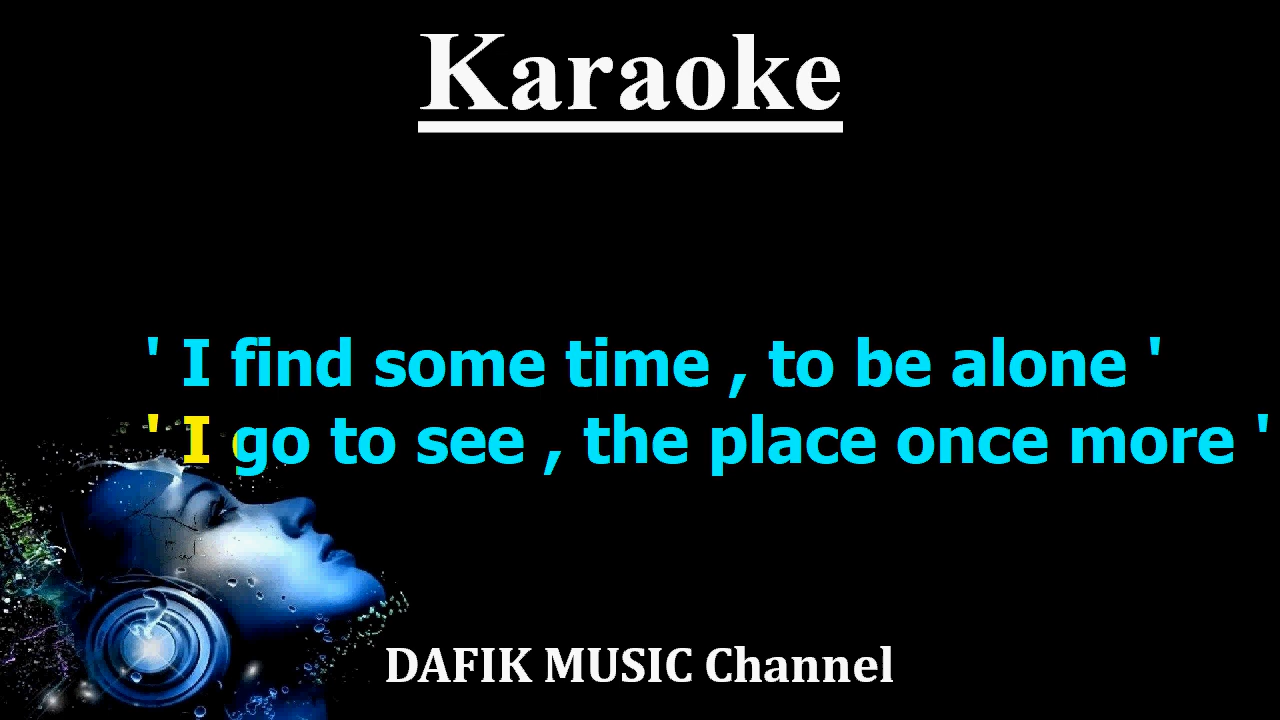 Karaoke
' I find some time , to be alone '
' I go to see , the place once more '
DAFIK MUSIC Channel